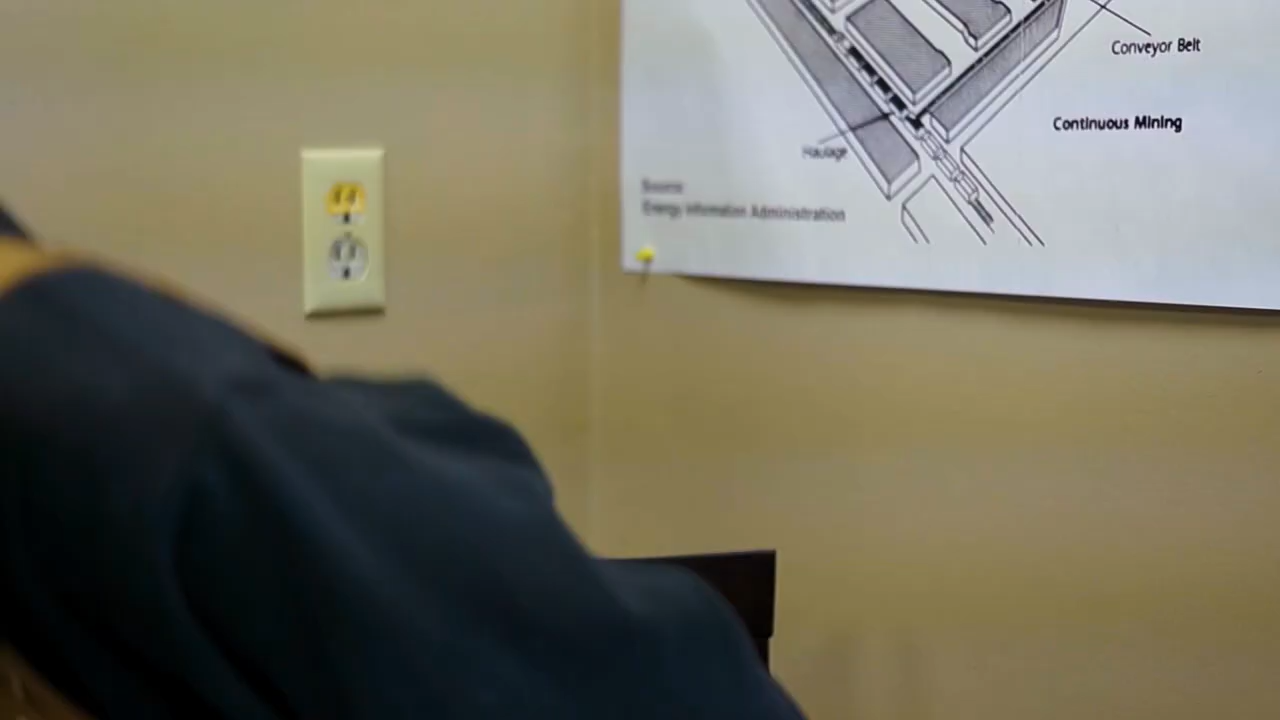 Conveyor Belt
Continuous Mining
Haulage
Source:
Energy Information Administration